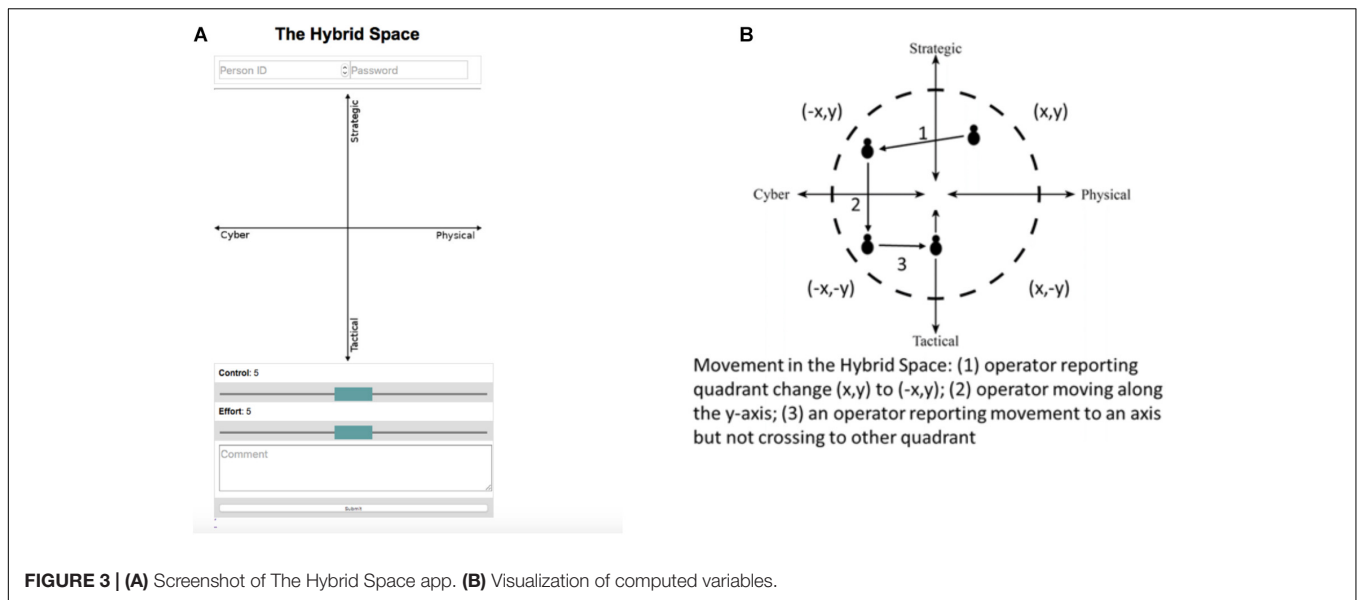 A
The Hybrid Space
Person ID
Password
Strategic
Cyber
Physical
Tactical
Control: 5
Effort: 5
Comment
Submit
B
Strategic
(-x,y)
(x,y)
1
Cyber
Physical
2
3
(-x,-y)
(x,-y)
Tactical
Movement in the Hybrid Space: (1) operator reporting
quadrant change (x,y) to (-x,y); (2) operator moving along
the y-axis; (3) an operator reporting movement to an axis
but not crossing to other quadrant
FIGURE 3 | (A) Screenshot of The Hybrid Space app. (B) Visualization of computed variables.